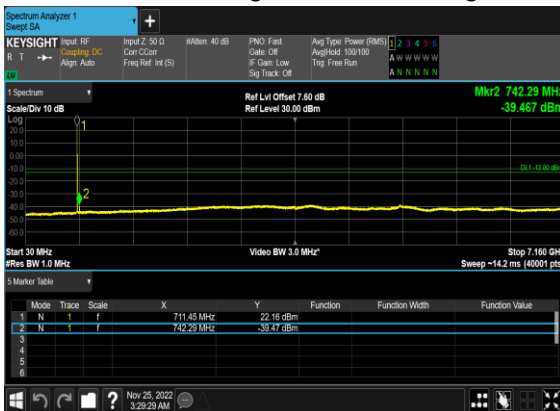 Spectrum Analyzer 1
Swept SA
+
KEYSIGHT Input: RF Input Z: 50 Ω #Atten: 40 dB PNO: Fast Avg Type: Power (RMS) 1 2 3 4 5 6
R T Coupling: DC Corr CCorr Gate: Off Avg|Hold: 100/100 A W W W W W
Align: Auto Freq Ref: Int (S) IF Gain: Low Trig: Free Run
Sig Track: Off A N N N N N
1 Spectrum Ref Lvl Offset 7.60 dB Mkr2 742.29 MHz
Scale/Div 10 dB Ref Level 30.00 dBm -39.467 dBm
Log
20.0
10.0
0.00
-10.0
-20.0
-30.0
-40.0
-50.0
-60.0
1
2
DL1 -13.00 dBm
Start 30 MHz Video BW 3.0 MHz* Stop 7.160 GH
#Res BW 1.0 MHz Sweep ~14.2 ms (40001 pts
5 Marker Table
Mode Trace Scale X Y Function Function Width Function Value
1 N 1 f 711.45 MHz 22.16 dBm
2 N 1 f 742.29 MHz -39.47 dBm
3
4
5
6
? Nov 25, 2022
3:29:29 AM